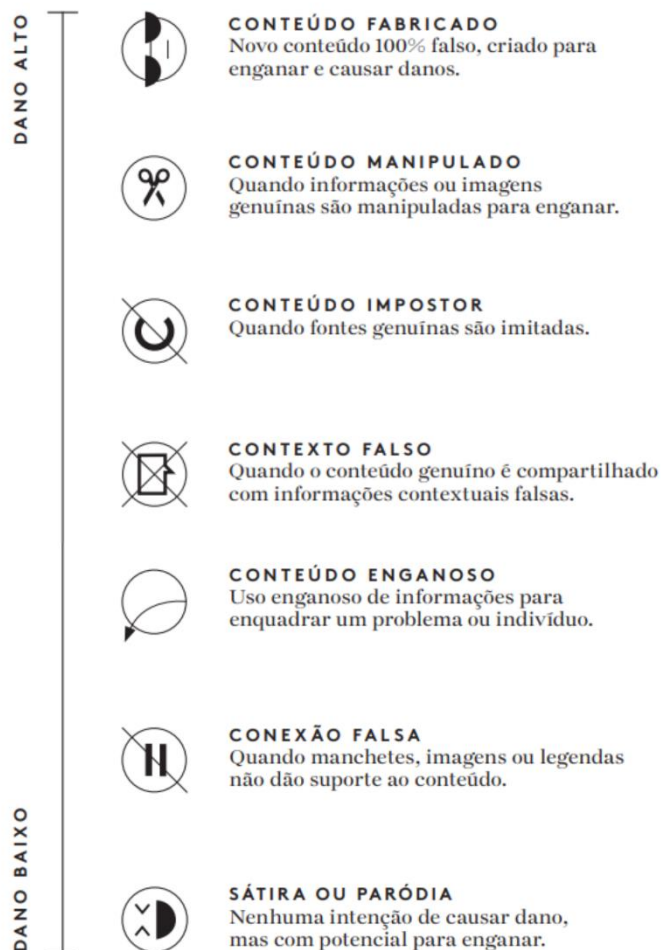 DANO ALTO
CONTEÚDO FABRICADO
Novo conteúdo 100% falso, criado para
enganar e causar danos.
CONTEÚDO MANIPULADO
Quando informações ou imagens
genuínas são manipuladas para enganar.
CONTEÚDO IMPOSTOR
Quando fontes genuínas são imitadas.
CONTEXTO FALSO
Quando o conteúdo genuíno é compartilhado
com informações contextuais falsas.
CONTEÚDO ENGANOSO
Uso enganoso de informações para
enquadrar um problema ou indivíduo.
CONEXÃO FALSA
Quando manchetes, imagens ou legendas
não dão suporte ao conteúdo.
DANO BAIXO
SÁTIRA OU PARÓDIA
Nenhuma intenção de causar dano,
mas com potencial para enganar.